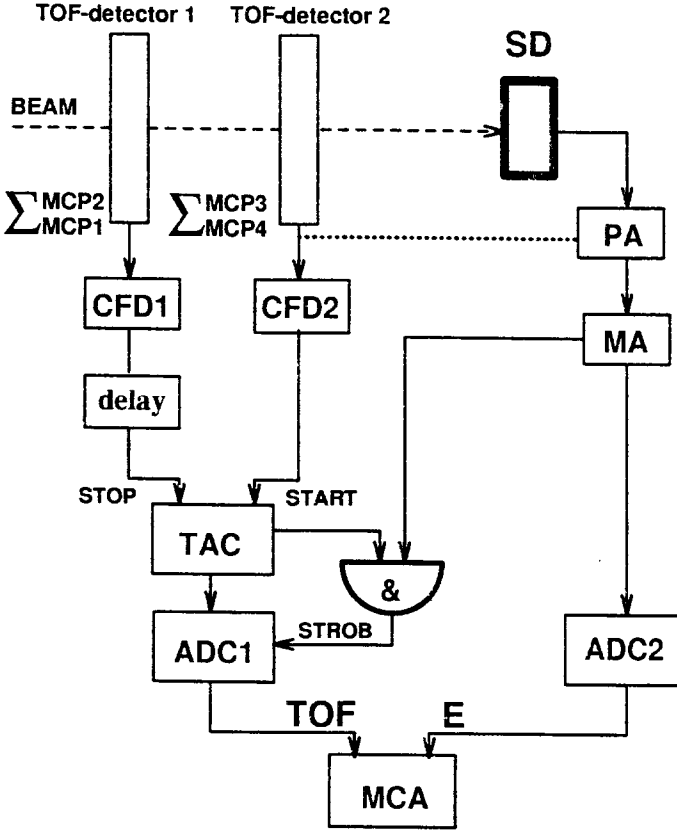 TOF-detector 1
TOF-detector 2
SD
BEAM
∑ MCP2
MCP1
∑ MCP3
MCP4
PA
CFD1
CFD2
MA
delay
STOP
START
TAC
&
STROB
ADC1
ADC2
TOF
E
MCA